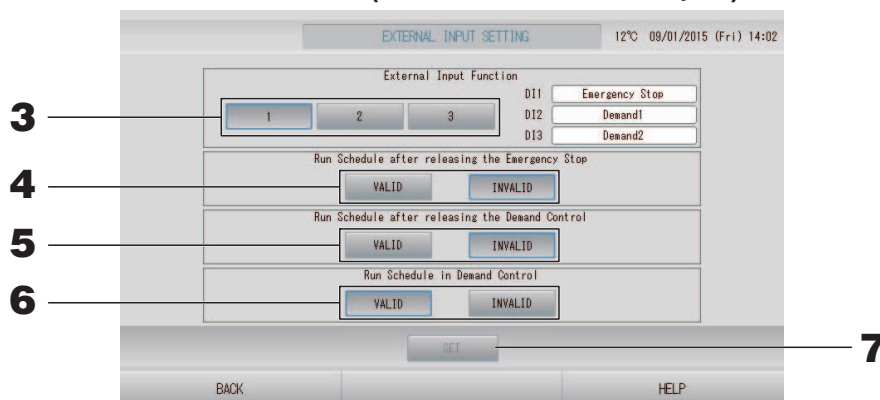 EXTERNAL INPUT SETTING 12℃ 09/01/2015 (Fri) 14:02
External Input Function
DI1 Emergency Stop
3 1 2 3 DI2 Demand1
DI3 Demand2
Run Schedule after releasing the Emergency Stop
4 VALID INVALID
Run Schedule after releasing the Demand Control
5 VALID INVALID
Run Schedule in Demand Control
6 VALID INVALID
SET 7
BACK HELP